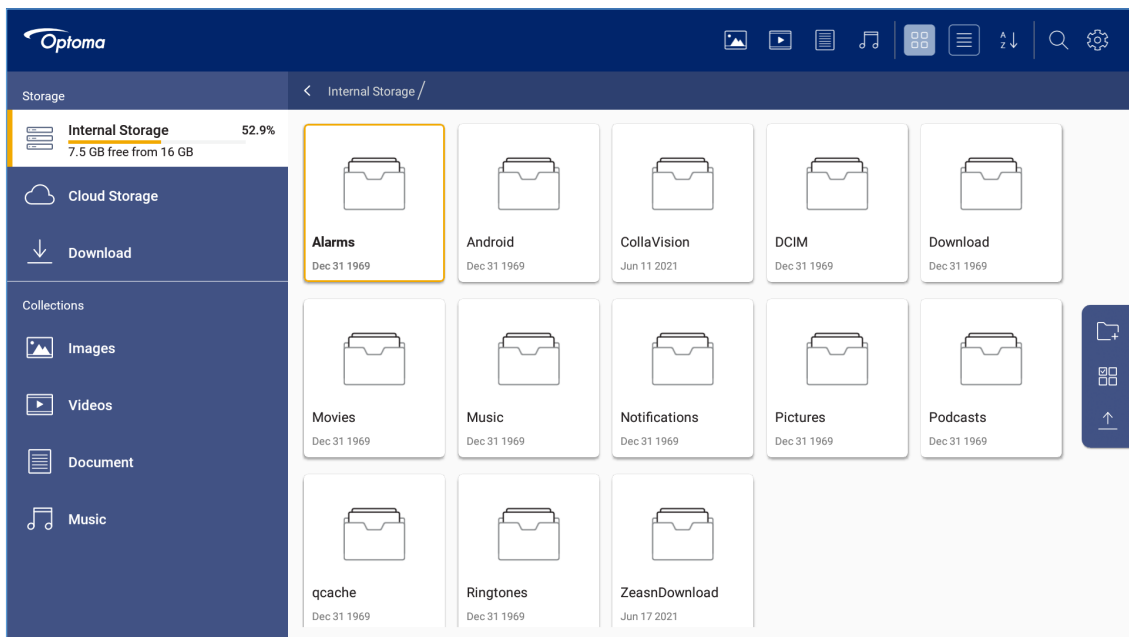 Optoma
A
Z
Storage
Internal Storage /
Internal Storage 52.9%
7.5 GB free from 16 GB
Cloud Storage
Download
Collections
Images
Videos
Document
Music
Alarms
Dec 31 1969
Android
Dec 31 1969
CollaVision
Jun 11 2021
DCIM
Dec 31 1969
Download
Dec 31 1969
Movies
Dec 31 1969
Music
Dec 31 1969
Notifications
Dec 31 1969
Pictures
Dec 31 1969
Podcasts
Dec 31 1969
qcache
Dec 31 1969
Ringtones
Dec 31 1969
ZeasnDownload
Jun 17 2021